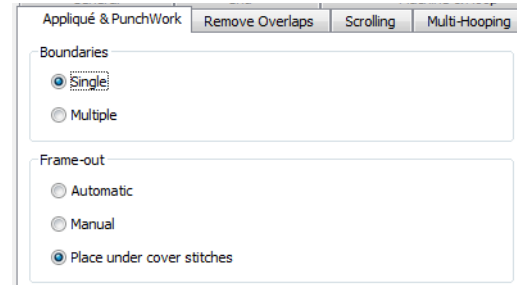 Appliqué & PunchWork Remove Overlaps Scrolling Multi-Hooping
Boundaries
Single
Multiple
Frame-out
Automatic
Manual
Place under cover stitches